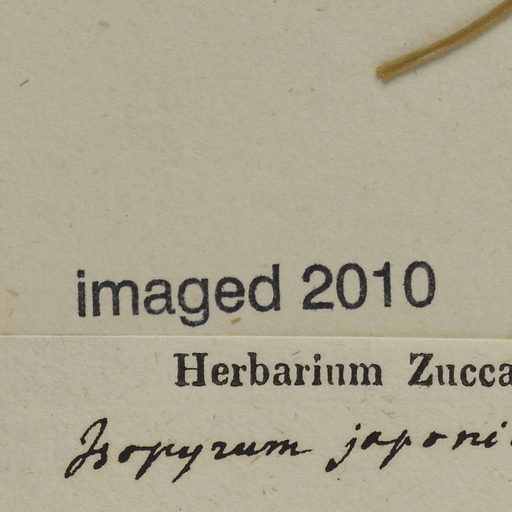 imaged 2010
Herbarium Zucca
Isopyrum japoni